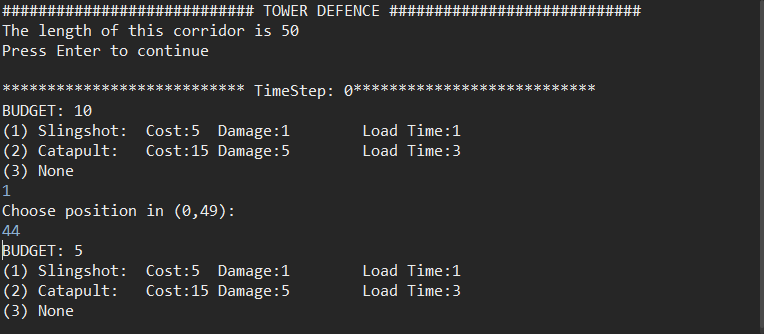 ############################ TOWER DEFENCE ############################
The length of this corridor is 50
Press Enter to continue
*************************** TimeStep: 0***************************
BUDGET: 10
(1) Slingshot:  Cost:5  Damage:1        Load Time:1
(2) Catapult:   Cost:15 Damage:5        Load Time:3
(3) None
1
Choose position in (0,49):
44
BUDGET: 5
(1) Slingshot:  Cost:5  Damage:1        Load Time:1
(2) Catapult:   Cost:15 Damage:5        Load Time:3
(3) None